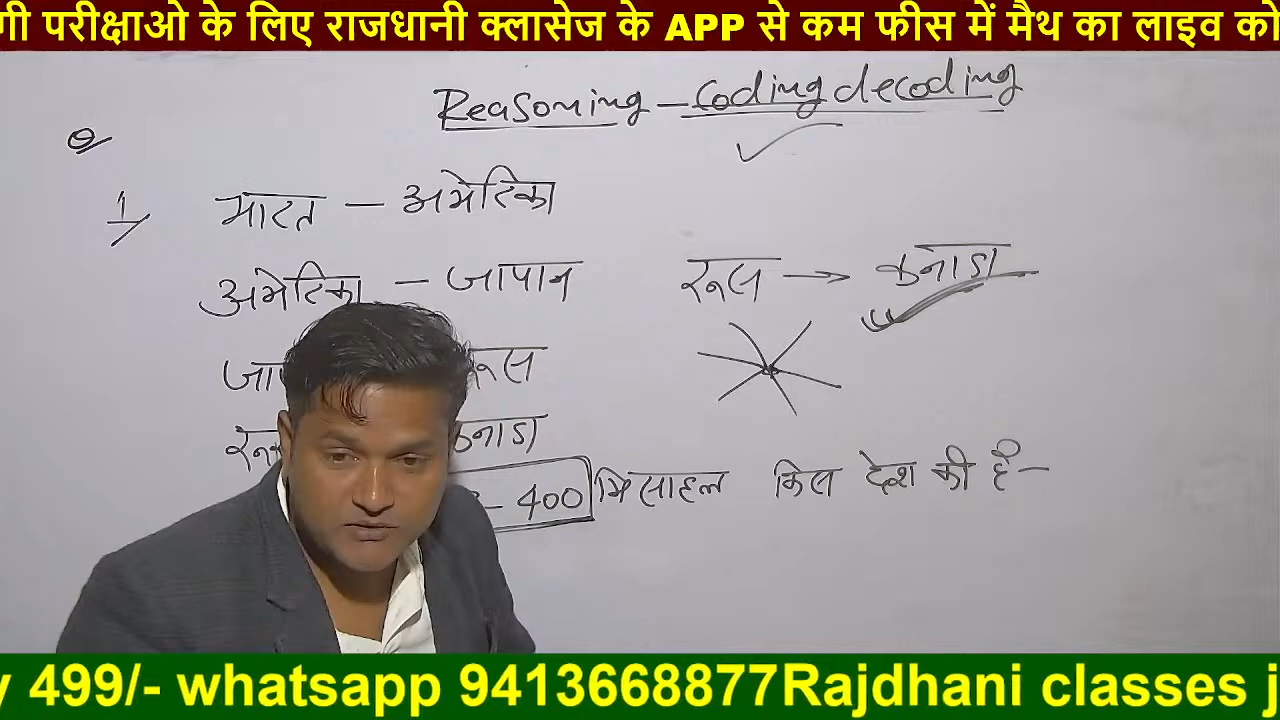 गी परीक्षाओ के लिए राजधानी क्लासेज के APP से कम फीस में मैथ का लाइव को
Reasoning - Coding decoding
Q
1 भारत - अमेरिका
अमेरिका - जापान
रूस → कनाडा
जा रूस
रूस कनाडा
- 400 मिसाइल किस देश की है -
y 499/- whatsapp 9413668877Rajdhani classes j